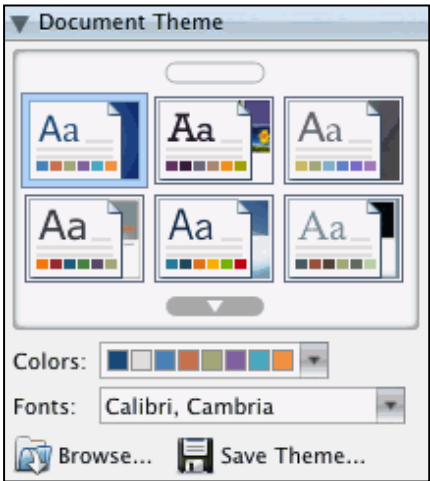 Document Theme
Aa Aa Aa
Aa Aa Aa
Colors:
Fonts: Calibri, Cambria
Browse... Save Theme...